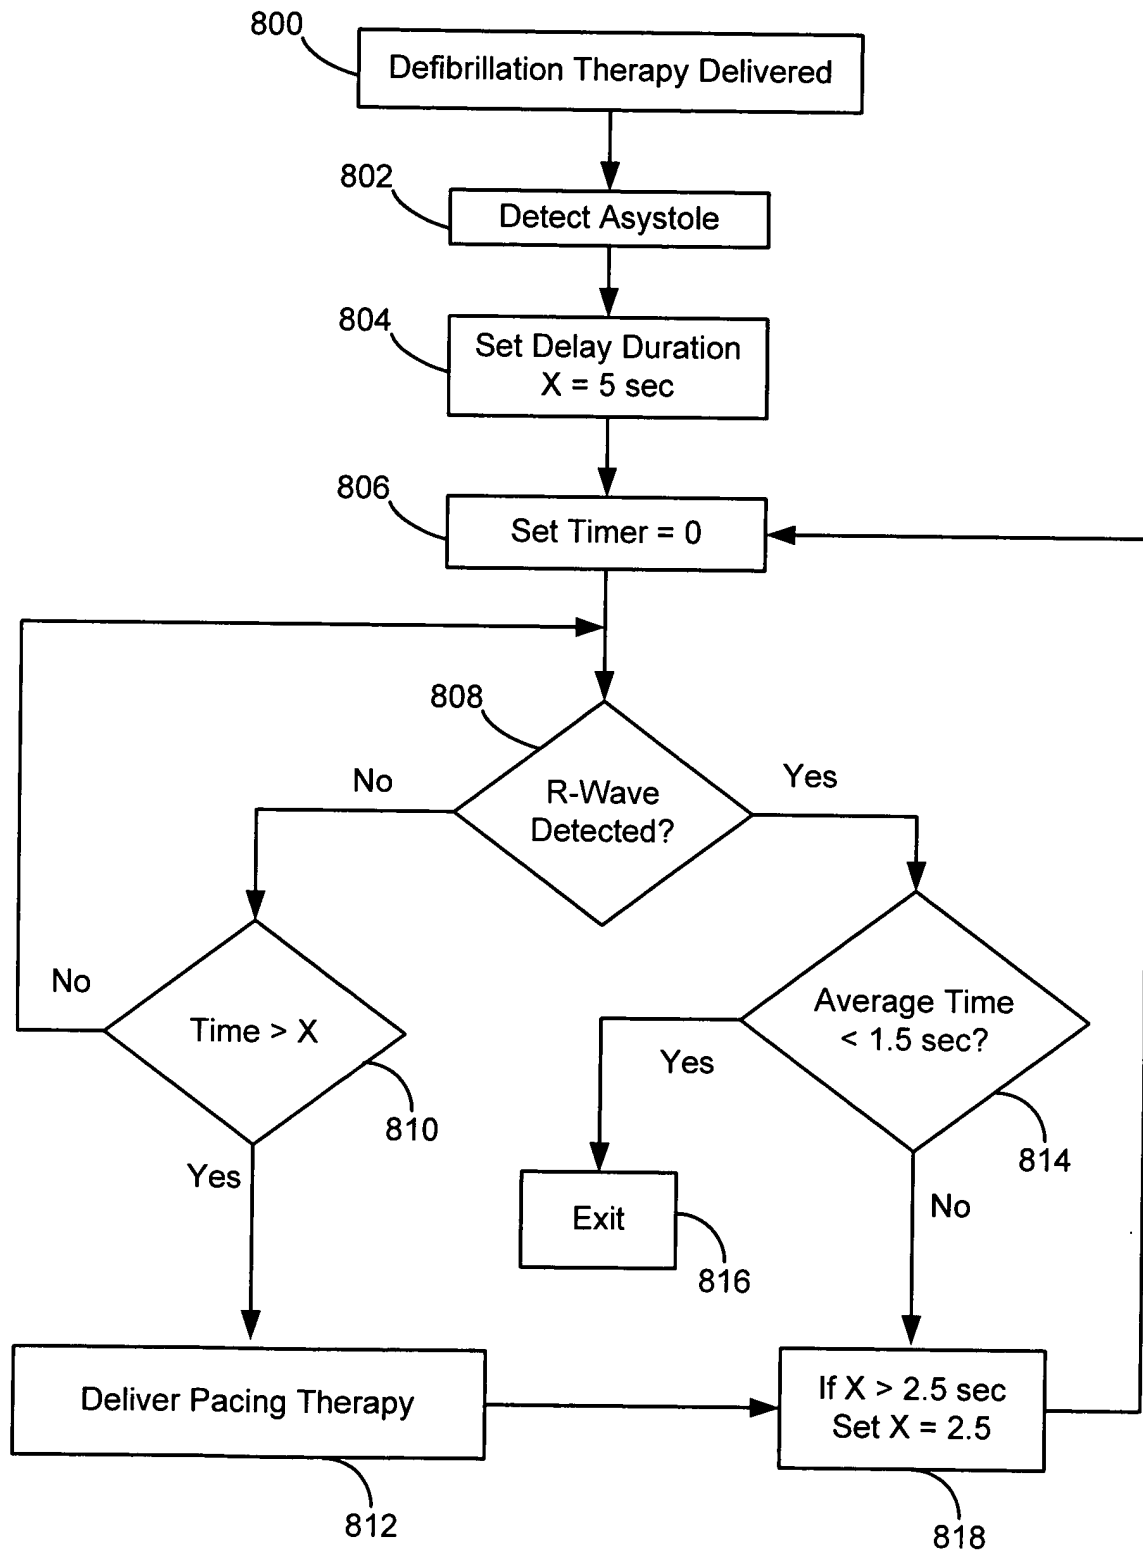 800
Defibrillation Therapy Delivered
802
Detect Asystole
804
Set Delay Duration
X = 5 sec
806
Set Timer = 0
808
No
R-Wave
Detected?
Yes
No
Time > X
810
Yes
Average Time
< 1.5 sec?
Yes
814
No
Exit
816
Deliver Pacing Therapy
812
If X > 2.5 sec
Set X = 2.5
818